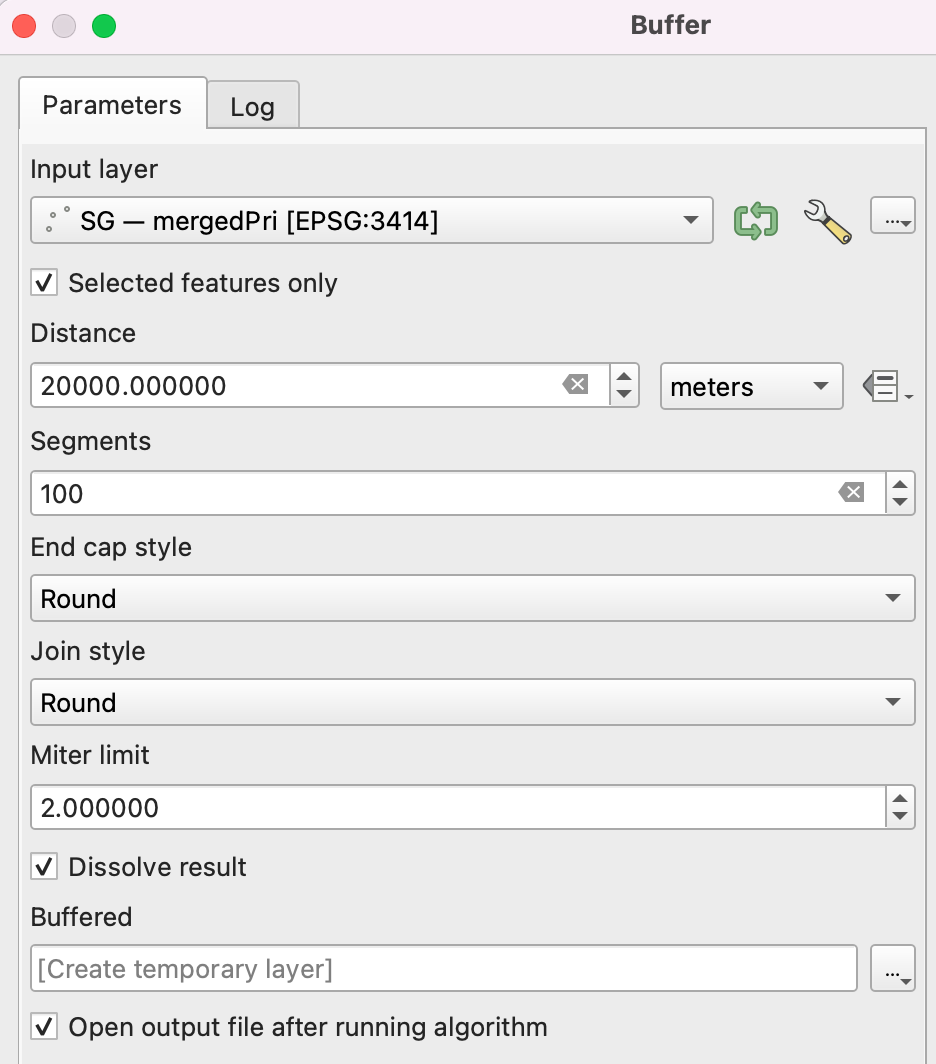 Buffer
Parameters
Log
Input layer
SG — mergedPri [EPSG:3414]
...
Selected features only
Distance
20000.000000
meters
Segments
100
End cap style
Round
Join style
Round
Miter limit
2.000000
Dissolve result
Buffered
[Create temporary layer]
...
Open output file after running algorithm